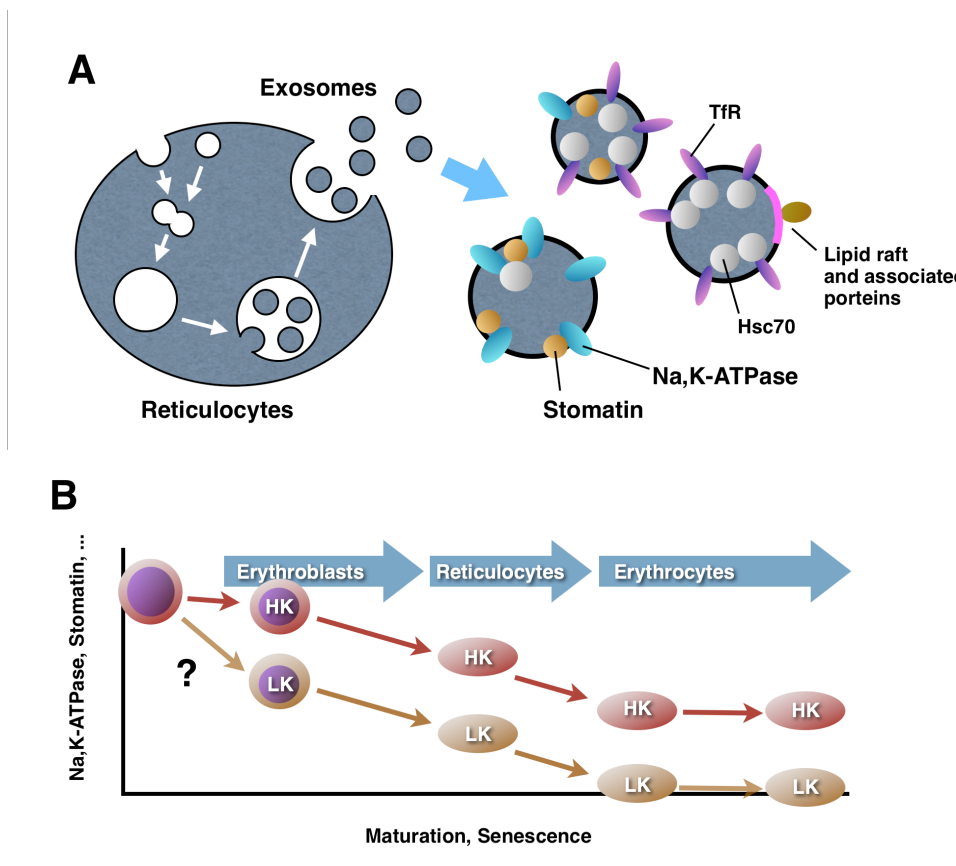 A
Exosomes
TfR
Lipid raft
and associated
porteins
Hsc70
Na,K-ATPase
Stomatin
Reticulocytes
B
Na,K-ATPase, Stomatin, ...
Erythroblasts
Reticulocytes
Erythrocytes
HK
HK
HK
HK
?
LK
LK
LK
LK
Maturation, Senescence